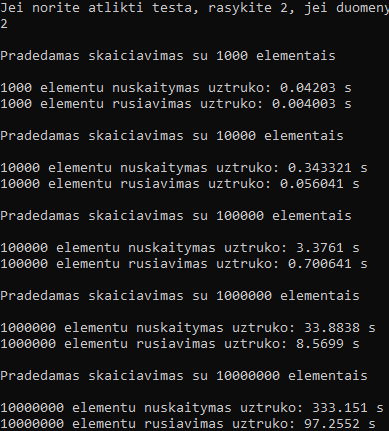 Jei norite atlikti testa, rasykite 2, jei duomeny
2
Pradedamas skaiciavimas su 1000 elementais
1000 elementu nuskaitymas uztruko: 0.04203 s
1000 elementu rusiavimas uztruko: 0.004003 s
Pradedamas skaiciavimas su 10000 elementais
10000 elementu nuskaitymas uztruko: 0.343321 s
10000 elementu rusiavimas uztruko: 0.056041 s
Pradedamas skaiciavimas su 100000 elementais
100000 elementu nuskaitymas uztruko: 3.3761 s
100000 elementu rusiavimas uztruko: 0.700641 s
Pradedamas skaiciavimas su 1000000 elementais
1000000 elementu nuskaitymas uztruko: 33.8838 s
1000000 elementu rusiavimas uztruko: 8.5699 s
Pradedamas skaiciavimas su 10000000 elementais
10000000 elementu nuskaitymas uztruko: 333.151 s
10000000 elementu rusiavimas uztruko: 97.2552 s